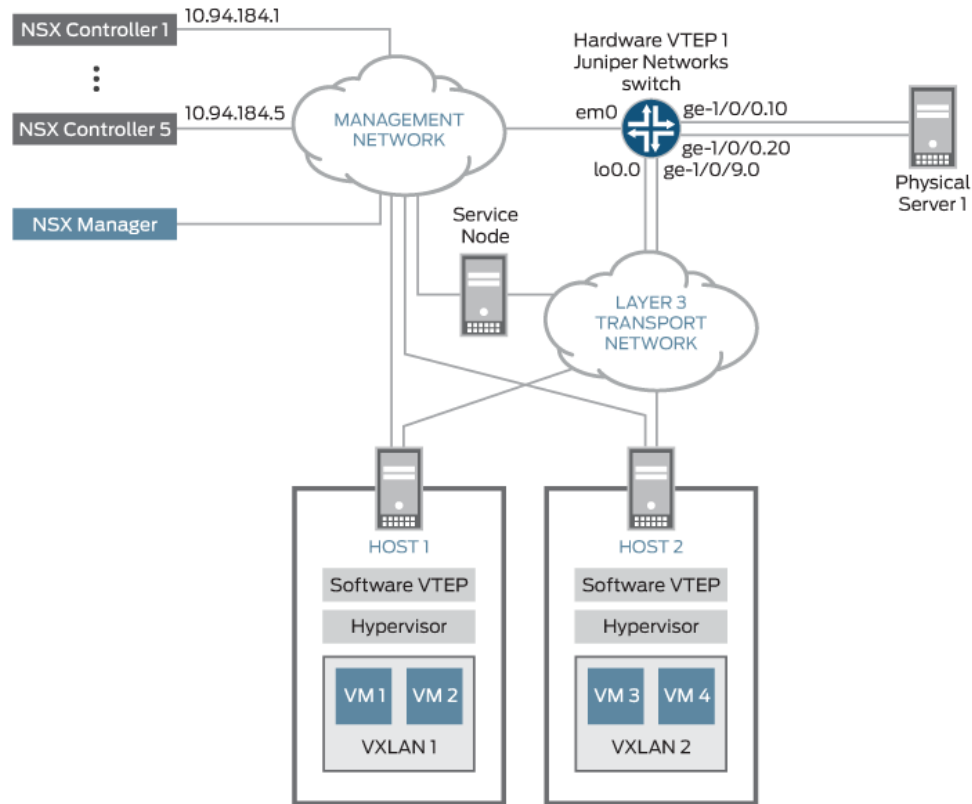 NSX Controller 1
10.94.184.1
NSX Controller 5
10.94.184.5
NSX Manager
MANAGEMENT
NETWORK
Hardware VTEP 1
Juniper Networks
switch
em0
ge-1/0/0.10
ge-1/0/0.20
lo0.0
ge-1/0/9.0
Physical
Server 1
Service
Node
LAYER 3
TRANSPORT
NETWORK
HOST 1
Software VTEP
Hypervisor
VM 1
VM 2
VXLAN 1
HOST 2
Software VTEP
Hypervisor
VM 3
VM 4
VXLAN 2